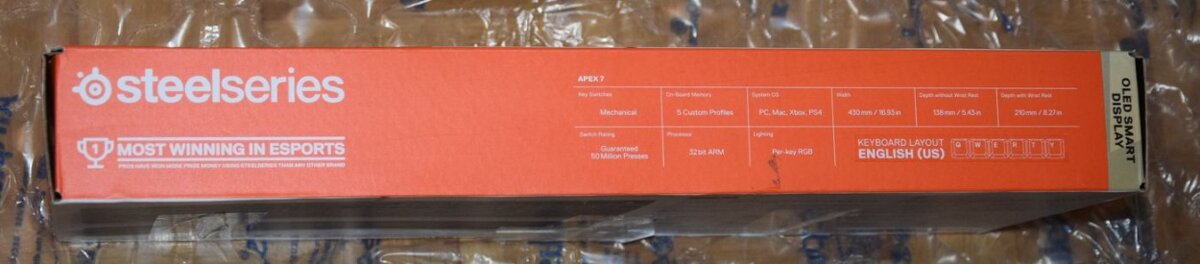 steelseries
1
MOST WINNING IN ESPORTS
PROS HAVE WON MORE PRIZE MONEY USING STEELSERIES THAN ANY OTHER BRAND
APEX 7
Key Switches
Mechanical
On-Board Memory
5 Custom Profiles
System OS
PC, Mac, Xbox, PS4
Width
430 mm / 16.93 in
Depth without Wrist Rest
138 mm / 5.43 in
Depth with Wrist Rest
210 mm / 8.27 in
Switch Rating
Guaranteed
50 Million Presses
Processor
32 bit ARM
Lighting
Per-key RGB
KEYBOARD LAYOUT
ENGLISH (US)
Q W E R T Y
OLED SMART
DISPLAY